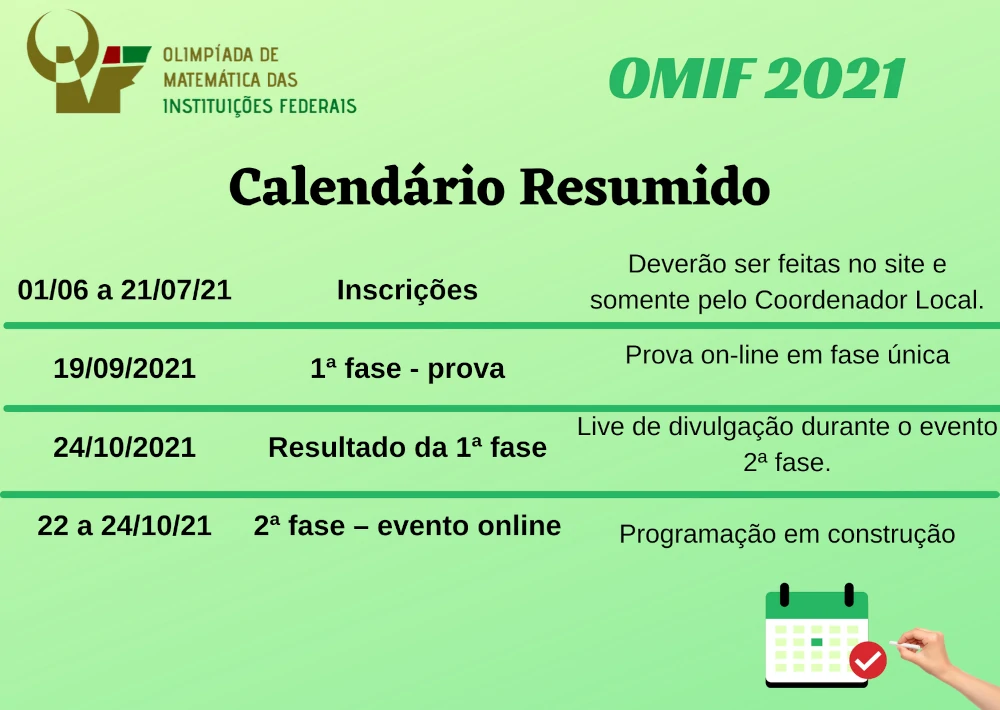 OLIMPÍADA DE
MATEMÁTICA DAS
INSTITUIÇÕES FEDERAIS
OMIF 2021
Calendário Resumido
01/06 a 21/07/21 Inscrições Deverão ser feitas no site e
somente pelo Coordenador Local.
19/09/2021 1ª fase - prova Prova on-line em fase única
24/10/2021 Resultado da 1ª fase Live de divulgação durante o evento
2ª fase.
22 a 24/10/21 2ª fase – evento online Programação em construção